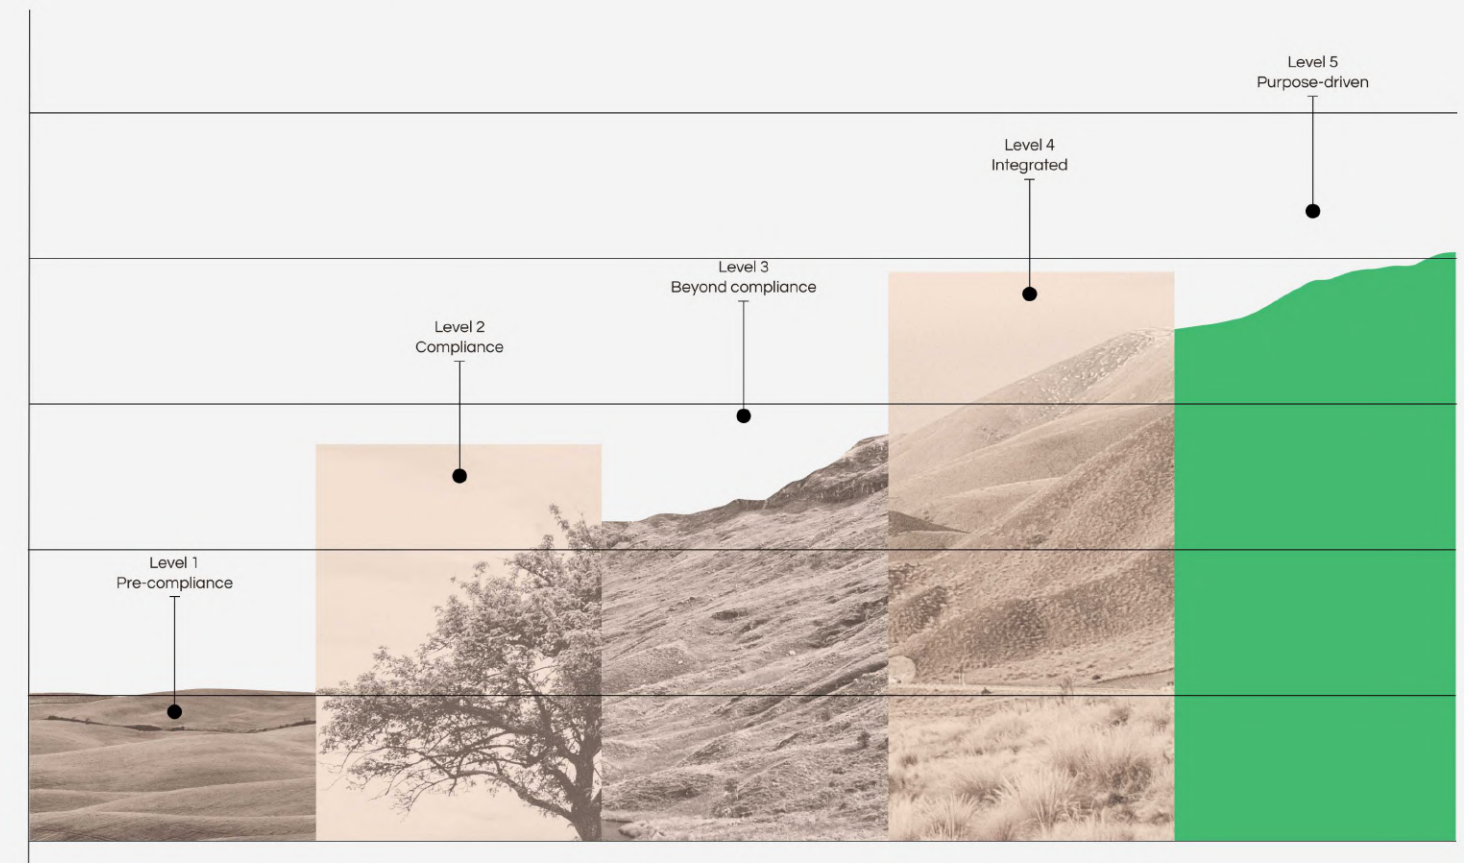 Level 1
Pre-compliance
Level 2
Compliance
Level 3
Beyond compliance
Level 4
Integrated
Level 5
Purpose-driven